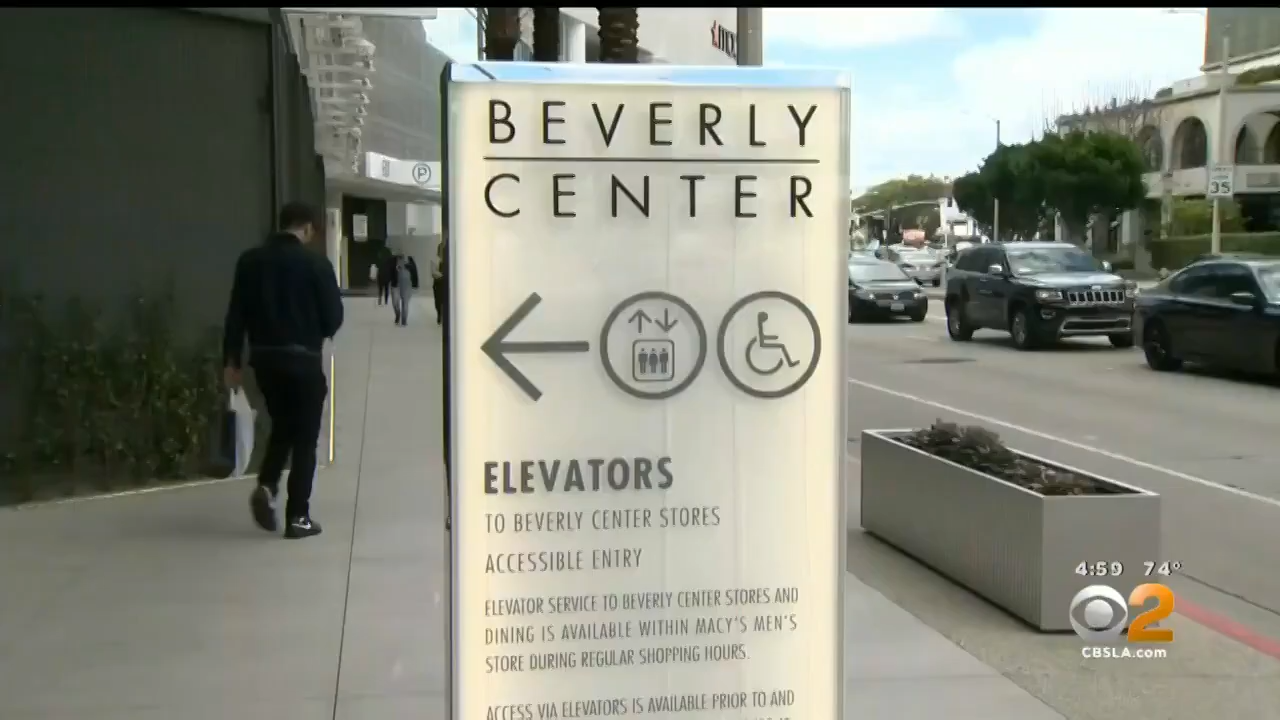 BEVERLY
CENTER
ELEVATORS
TO BEVERLY CENTER STORES
ACCESSIBLE ENTRY
ELEVATOR SERVICE TO BEVERLY CENTER STORES AND
DINING IS AVAILABLE WITHIN MACY'S MEN'S
STORE DURING REGULAR SHOPPING HOURS.
ACCESS VIA ELEVATORS IS AVAILABLE PRIOR TO AND
P
35
4:59 74°
2
CBSLA.com